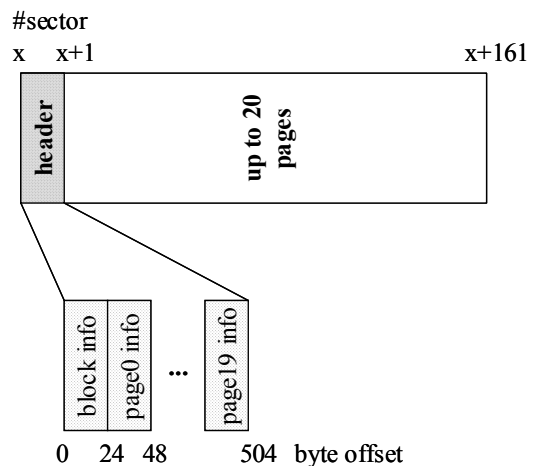 #sector
x x+1 x+161
header
up to 20
pages
block info
page0 info
...
page19 info
0 24 48 504 byte offset